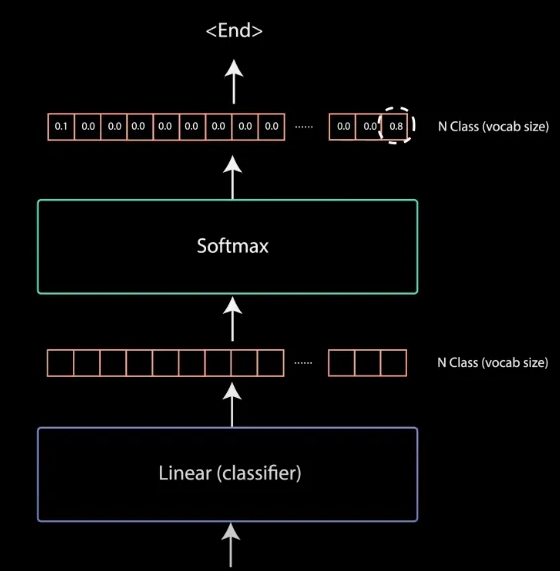 <End>
0.1 0.0 0.0 0.0 0.0 0.0 0.0 0.0 0.0 ...... 0.0 0.0 0.8 N Class (vocab size)
Softmax
...... N Class (vocab size)
Linear (classifier)